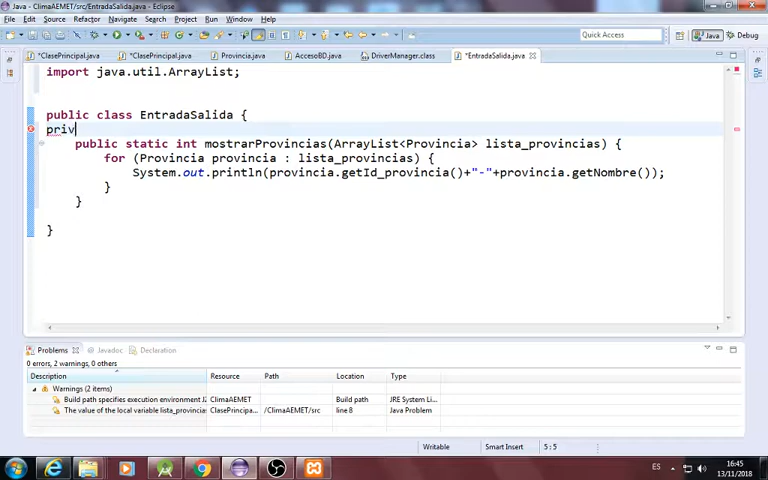 Java - ClimaAEMET/src/EntradaSalida.java - Eclipse
File Edit Source Refactor Navigate Search Project Run Window Help
Quick Access
Java
Debug
*ClasePrincipal.java
*ClasePrincipal.java
Provincia.java
AccesoBD.java
DriverManager.class
*EntradaSalida.java
import java.util.ArrayList;
public class EntradaSalida {
priv
public static int mostrarProvincias(ArrayList<Provincia> lista_provincias) {
for (Provincia provincia : lista_provincias) {
System.out.println(provincia.getId_provincia()+"-"+provincia.getNombre());
}
}
}
Problems
Javadoc
Declaration
0 errors, 2 warnings, 0 others
Description Resource Path Location Type
Warnings (2 items)
Build path specifies execution environment J2 ClimaAEMET Build path JRE System Li...
The value of the local variable lista_provincias ClasePrincipa... /ClimaAEMET/src line 8 Java Problem
Writable Smart Insert 5 : 5
ES
16:45
13/11/2018